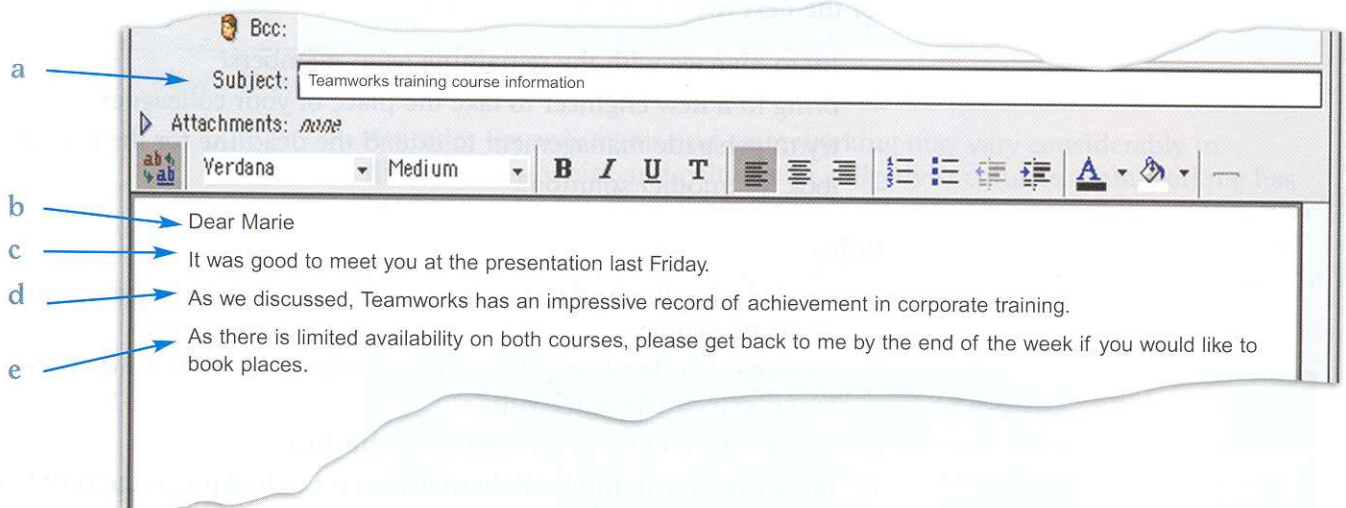 Bcc:
a
Subject: Teamworks training course information
Attachments: none
Verdana Medium B I U T
b
Dear Marie
c
It was good to meet you at the presentation last Friday.
d
As we discussed, Teamworks has an impressive record of achievement in corporate training.
e
As there is limited availability on both courses, please get back to me by the end of the week if you would like to
book places.